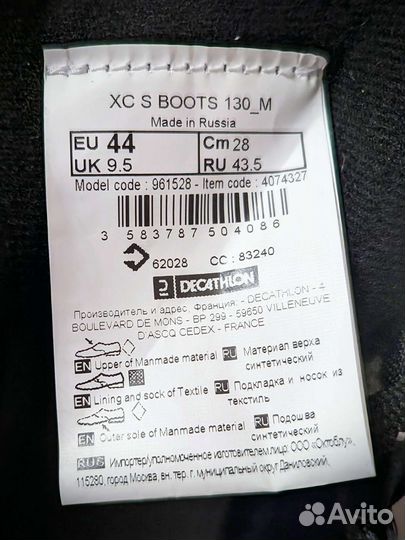 XC S BOOTS 130_M
Made in Russia
EU 44 Cm 28
UK 9.5 RU 43.5
Model code : 961528 - Item code : 4074327
3 583787 504086
62028 CC : 83240
DECATHLON
Производитель и адрес, Франция: - DECATHLON - 4
BOULEVARD DE MONS - BP 299 - 59650 VILLENEUVE
D'ASCQ CEDEX - FRANCE
EN Upper of Manmade material RU Материал верха
синтетический
EN Lining and sock of Textile RU Подкладка и носок из
текстиль
EN Outer sole of Manmade material RU Подошва
синтетический
RUS Импортер/уполномоченное изготовителем лицо: ООО «Октоблу»,
115280, город Москва, вн. тер. г. муниципальный округ Даниловский,
Avito